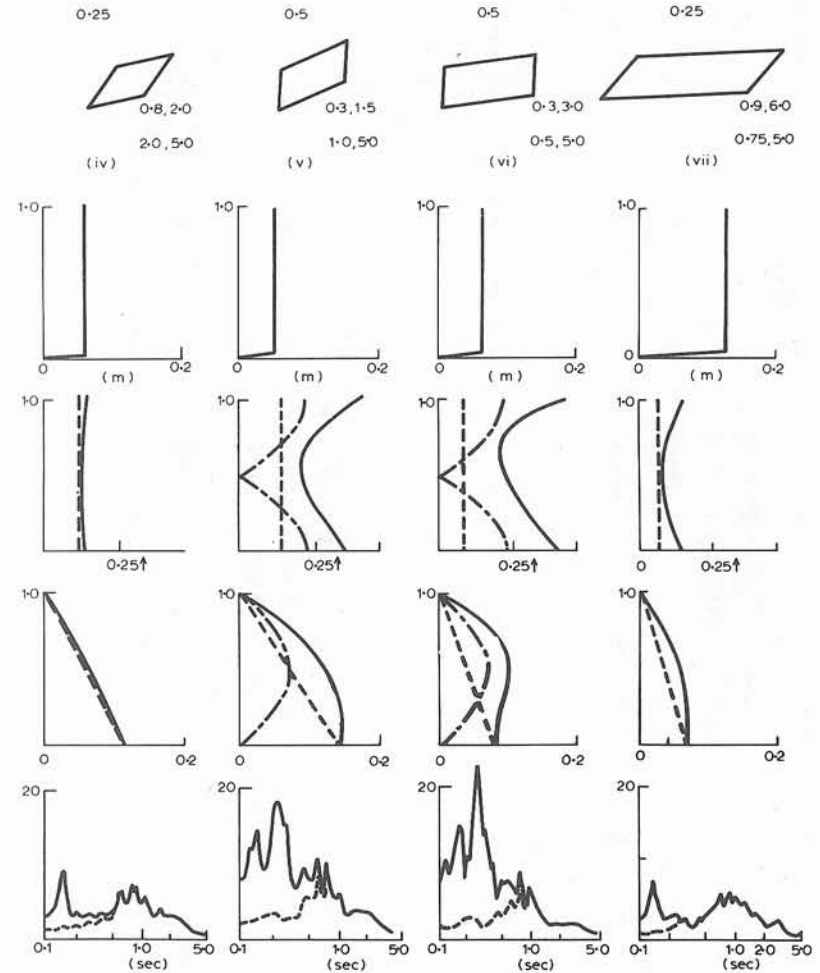 0·25 0·5 0·5 0·25
0·8, 2·0 0·3, 1·5 0·3, 3·0 0·9, 6·0
2·0, 5·0 1·0, 5·0 0·5, 5·0 0·75, 5·0
(iv) (v) (vi) (vii)
1·0 1·0 1·0 1·0
0
0 (m) 0·2 0 (m) 0·2 0 (m) 0·2 0 (m) 0·2
1·0 1·0 1·0 1·0
0·25↑ 0·25↑ 0·25↑ 0 0·25↑
1·0 1·0 1·0 1·0
0·2 0·2 0 0·2 0 0·2
20 20 20 20
0·1 1·0 5·0 0·1 1·0 5·0 0·1 1·0 5·0 0·1 1·0 2·0 5·0
(sec) (sec) (sec) (sec)